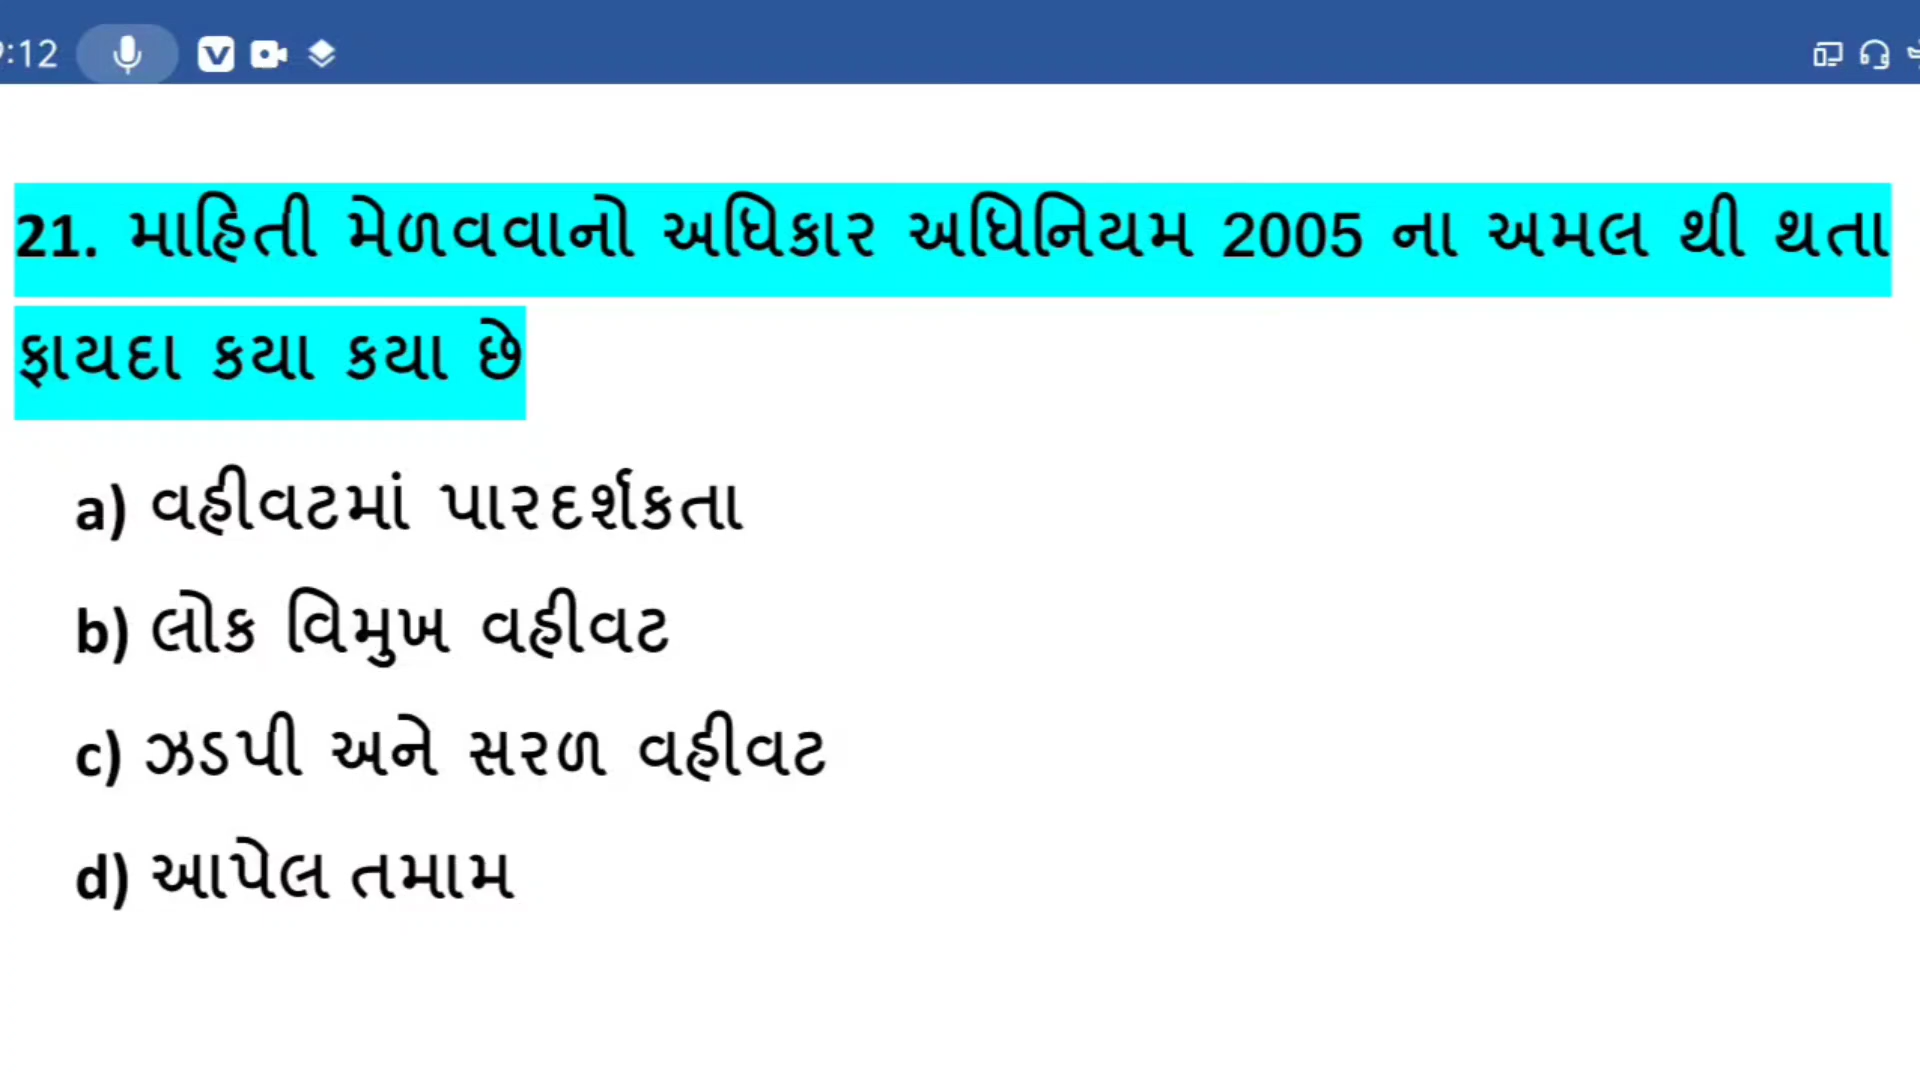 :12
21. માહિતી મેળવવાનો અધિકાર અધિનિયમ 2005 ના અમલ થી થતા
ફાયદા કયા કયા છે
a) વહીવટમાં પારદર્શકતા
b) લોક વિમુખ વહીવટ
c) ઝડપી અને સરળ વહીવટ
d) આપેલ તમામ